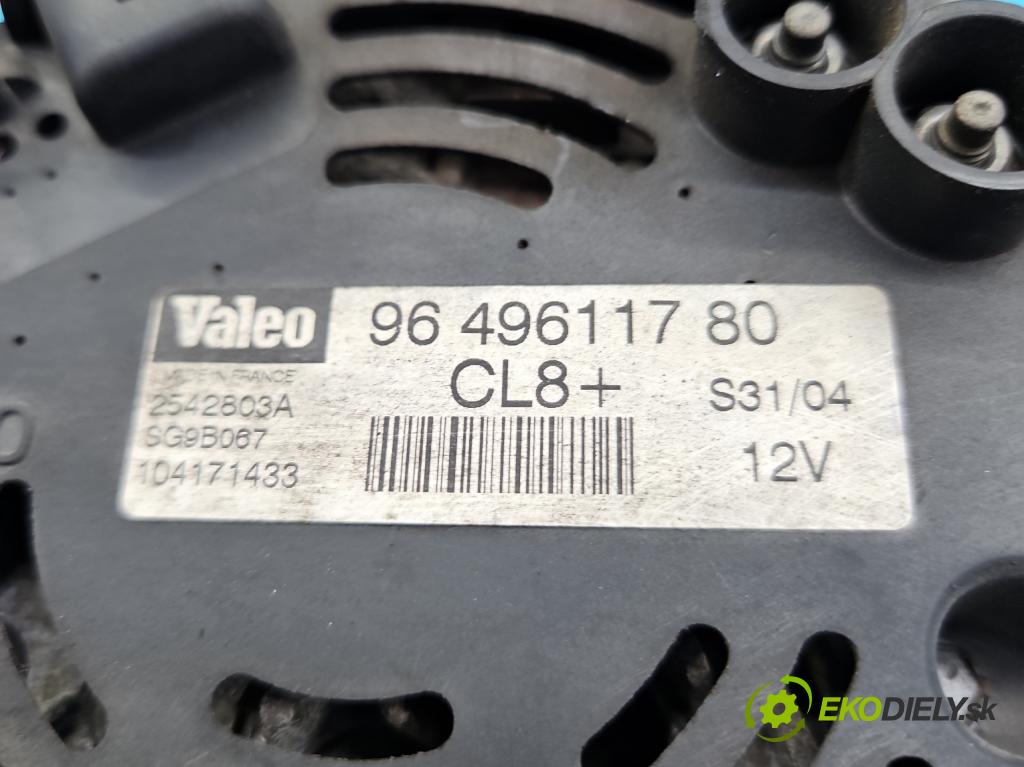 Valeo
96 496117 80
MADE IN FRANCE
CL8+
S31/04
2542803A
SG9B067
12V
104171433
EKODIELY.sk